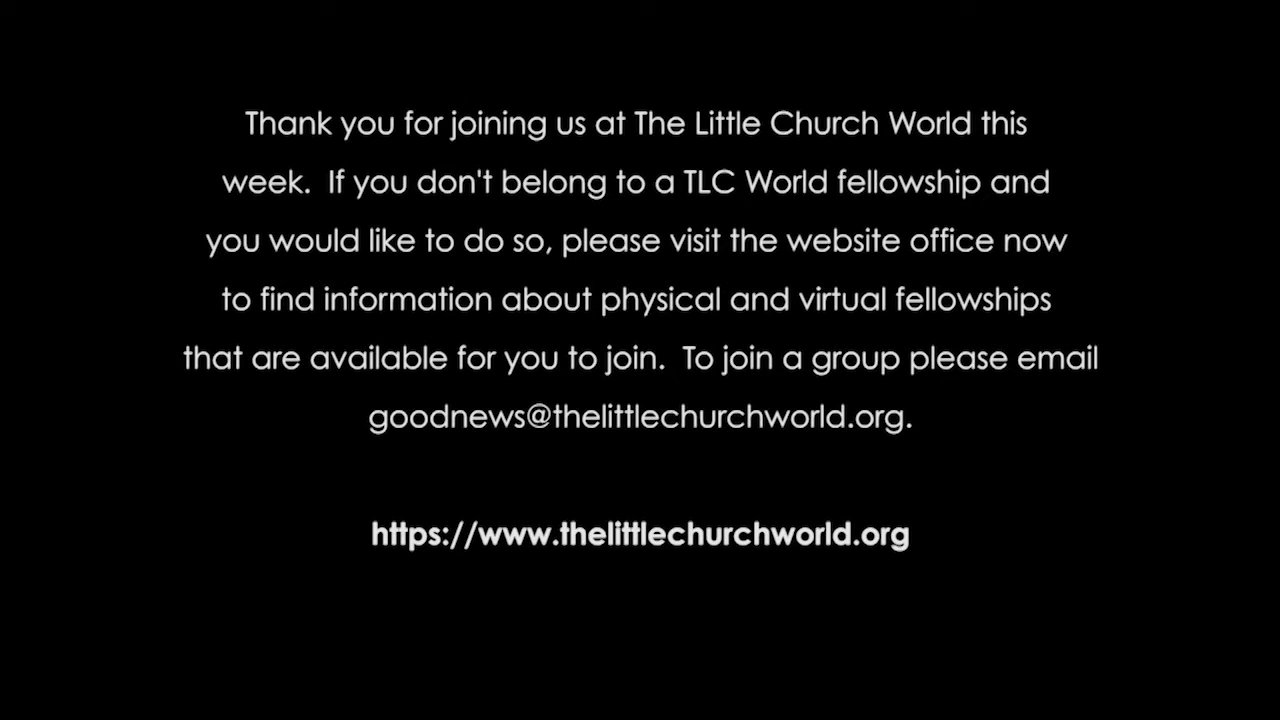 Thank you for joining us at The Little Church World this
week.  If you don't belong to a TLC World fellowship and
you would like to do so, please visit the website office now
to find information about physical and virtual fellowships
that are available for you to join.  To join a group please email
goodnews@thelittlechurchworld.org.
https://www.thelittlechurchworld.org